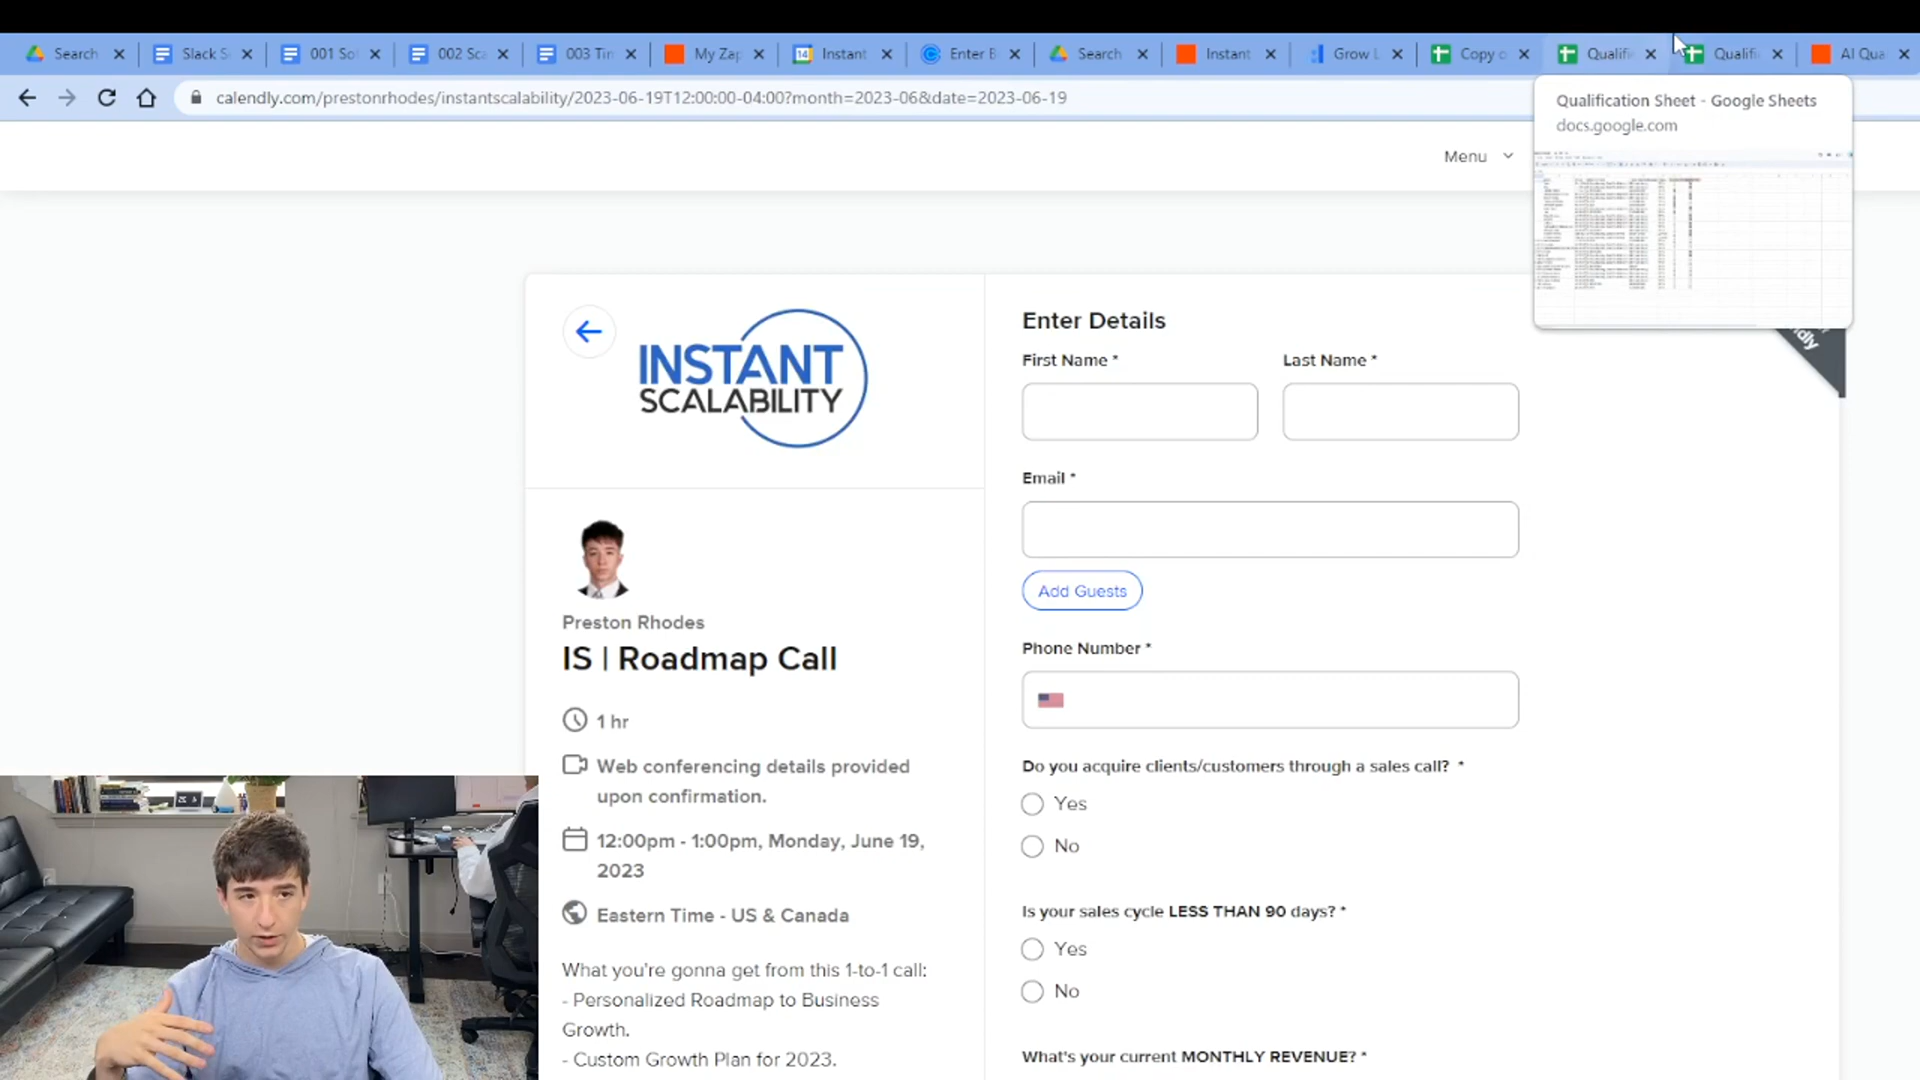 Search
Slack S
001 So
002 Sca
003 Tin
My Zap
Instant
Enter B
Search
Instant
Grow L
Copy o
Qualifi
Qualifi
AI Qua
calendly.com/prestonrhodes/instantscalability/2023-06-19T12:00:00-04:00?month=2023-06&date=2023-06-19
Qualification Sheet - Google Sheets
docs.google.com
Menu
INSTANT
SCALABILITY
Preston Rhodes
IS | Roadmap Call
1 hr
Web conferencing details provided
upon confirmation.
12:00pm - 1:00pm, Monday, June 19,
2023
Eastern Time - US & Canada
What you're gonna get from this 1-to-1 call:
- Personalized Roadmap to Business
Growth.
- Custom Growth Plan for 2023.
Enter Details
First Name *
Last Name *
Email *
Add Guests
Phone Number *
Do you acquire clients/customers through a sales call? *
Yes
No
Is your sales cycle LESS THAN 90 days? *
Yes
No
What's your current MONTHLY REVENUE? *